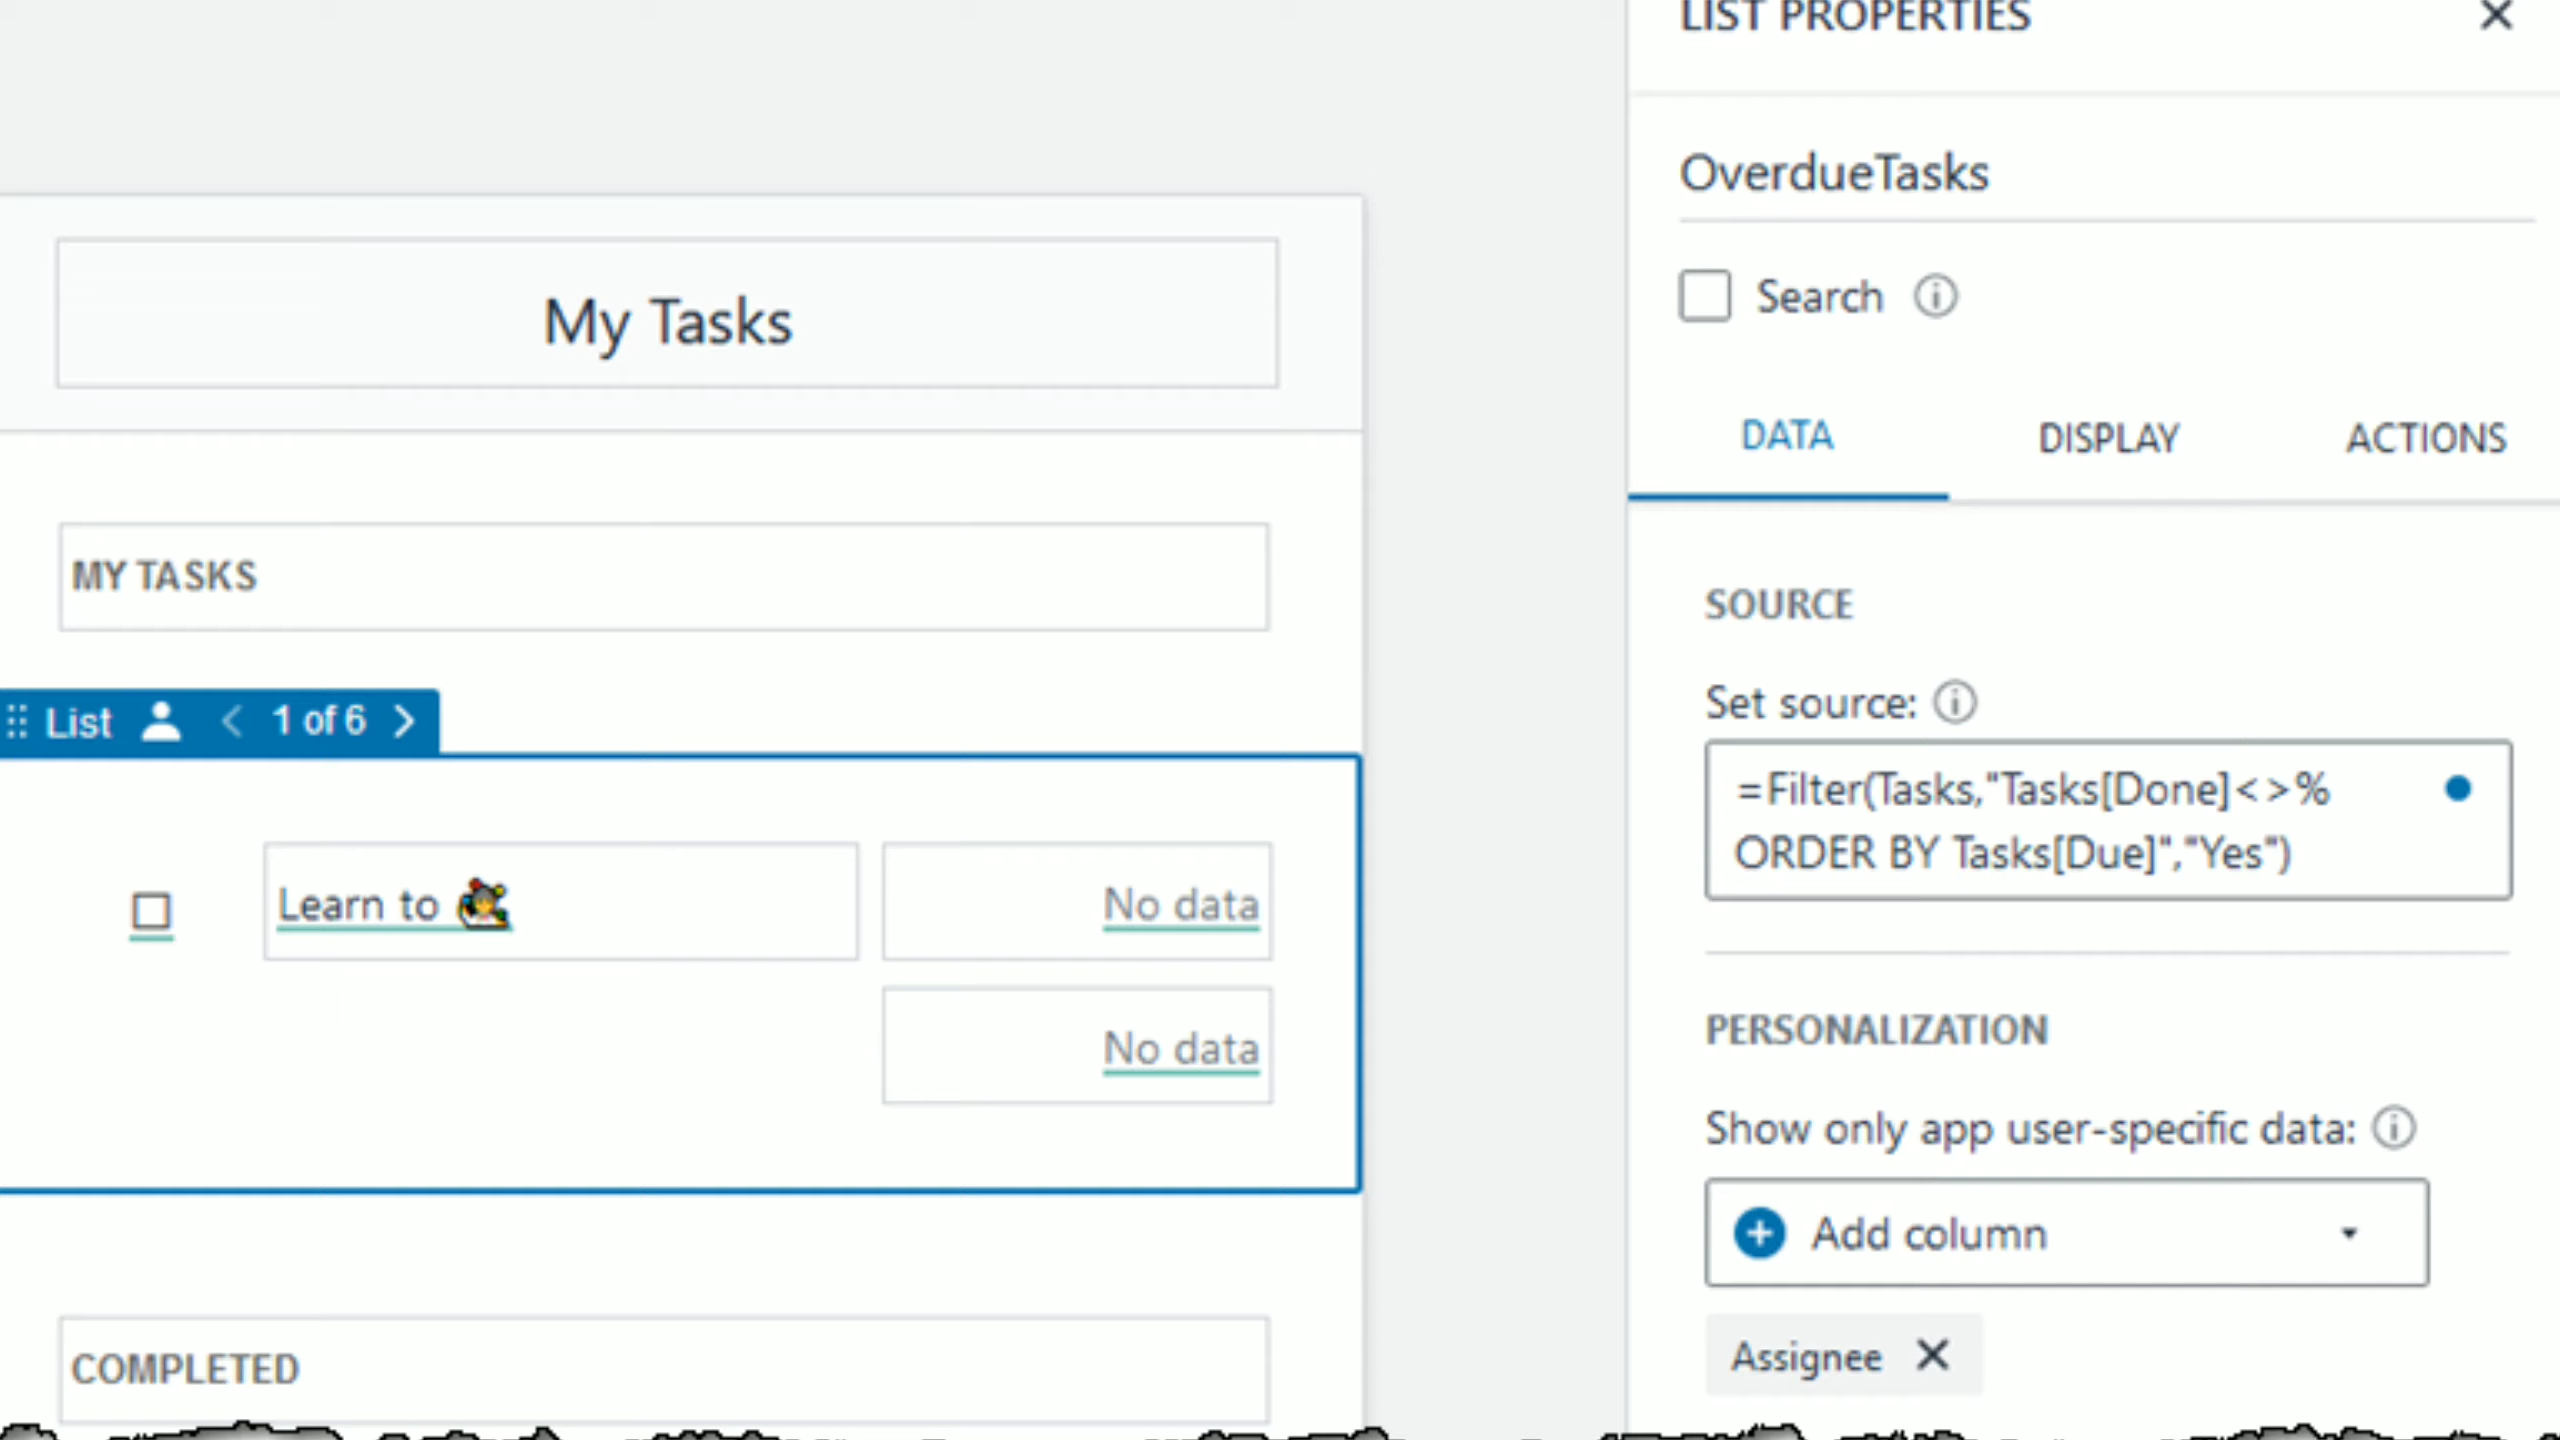 LIST PROPERTIES
OverdueTasks
Search
DATA DISPLAY ACTIONS
SOURCE
Set source:
=Filter(Tasks,"Tasks[Done]<>%
ORDER BY Tasks[Due]","Yes")
PERSONALIZATION
Show only app user-specific data:
Add column
Assignee
My Tasks
MY TASKS
List 1 of 6
Learn to
No data
No data
COMPLETED